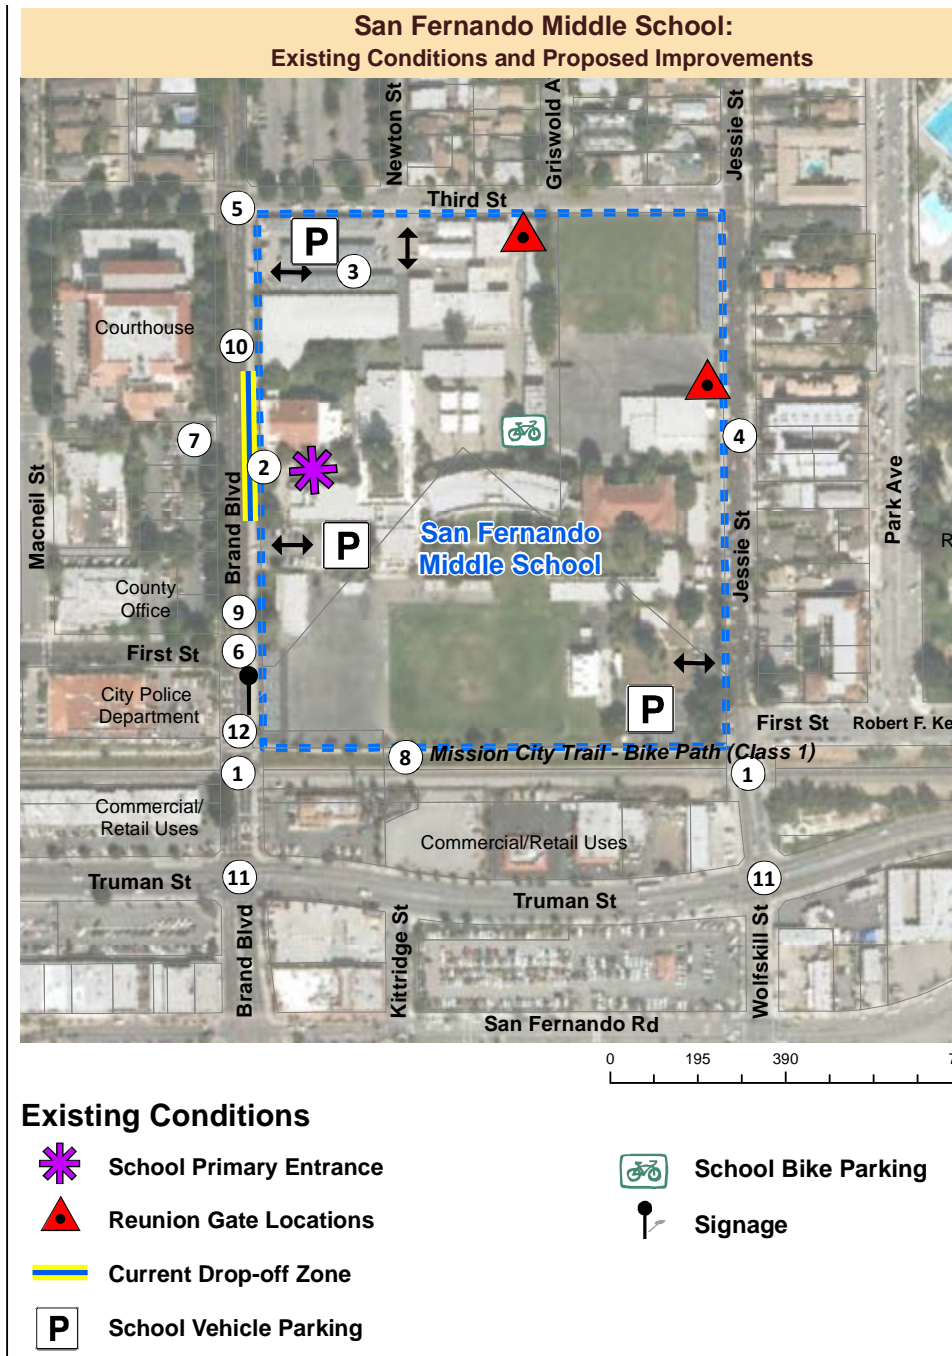 San Fernando Middle School:
Existing Conditions and Proposed Improvements
Newton St
Griswold A
Jessie St
Third St
5
P
3
Courthouse
10
7
4
2
Macneil St
Brand Blvd
Park Ave
P
San Fernando
Middle School
Jessie St
R
County
Office
9
First St
6
City Police
Department
P
12
First St
Robert F. Ke
8
Mission City Trail - Bike Path (Class 1)
1
1
Commercial/
Retail Uses
Commercial/Retail Uses
Truman St
11
11
Truman St
Brand Blvd
Kittridge St
Wolfskill St
San Fernando Rd
0 195 390 7
Existing Conditions
School Primary Entrance
Reunion Gate Locations
Current Drop-off Zone
P School Vehicle Parking
School Bike Parking
Signage